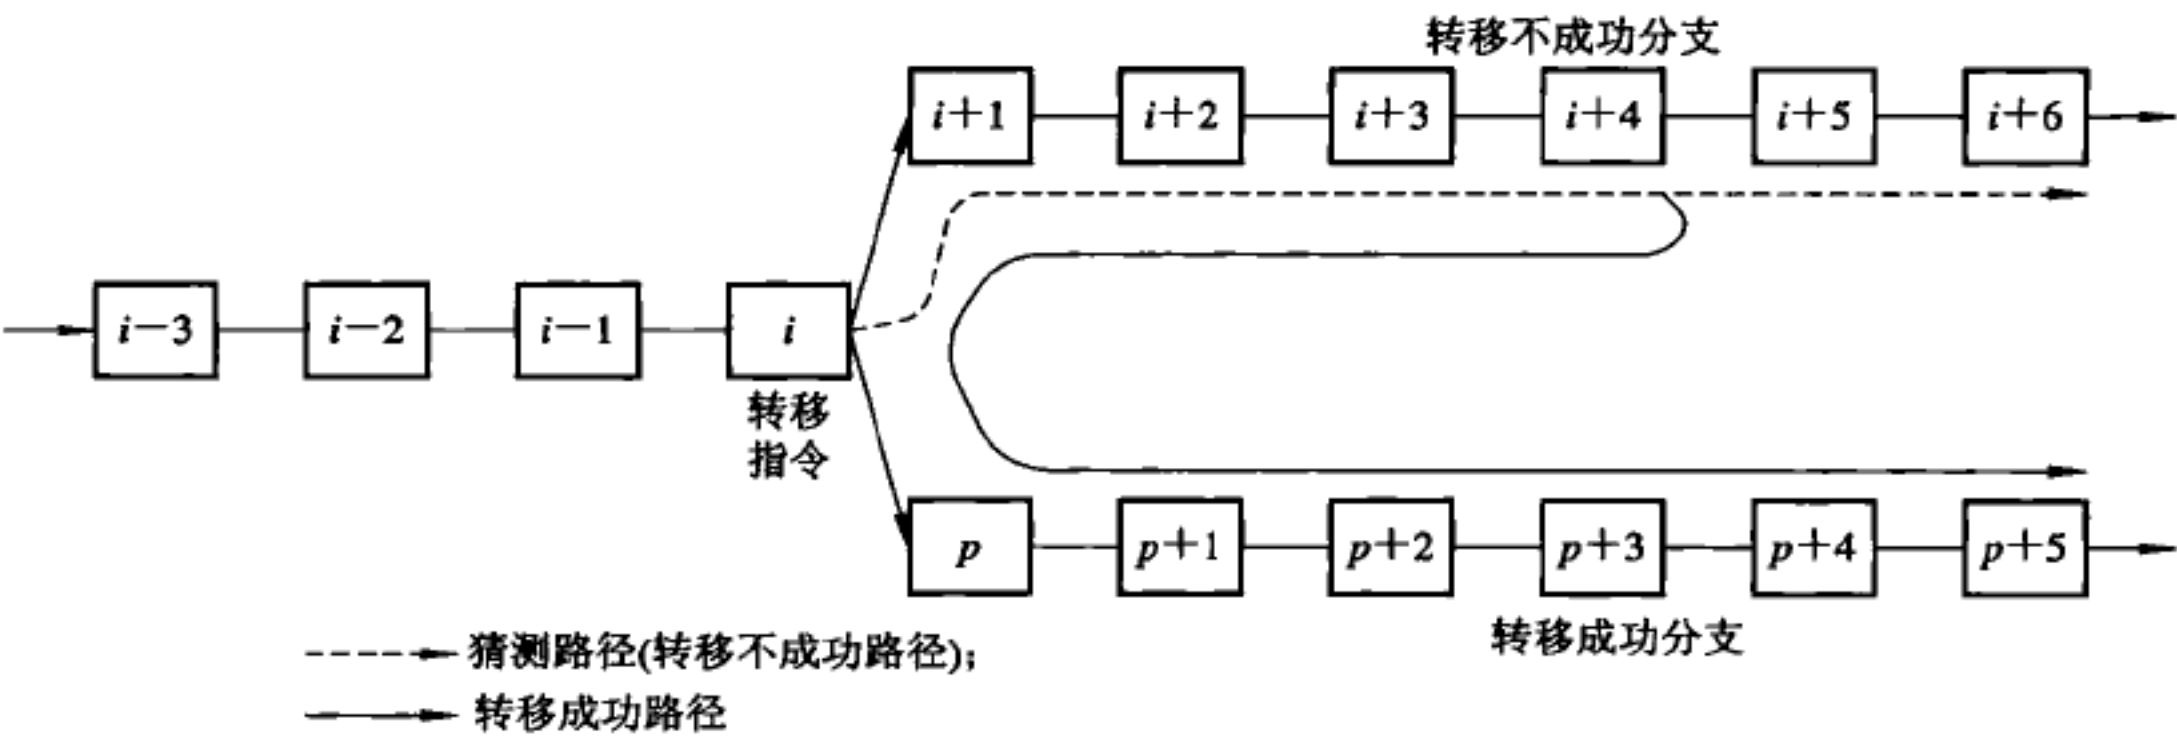 转移不成功分支
i+1 i+2 i+3 i+4 i+5 i+6
i−3 i−2 i−1 i
转移
指令
p p+1 p+2 p+3 p+4 p+5
转移成功分支
猜测路径(转移不成功路径);
转移成功路径